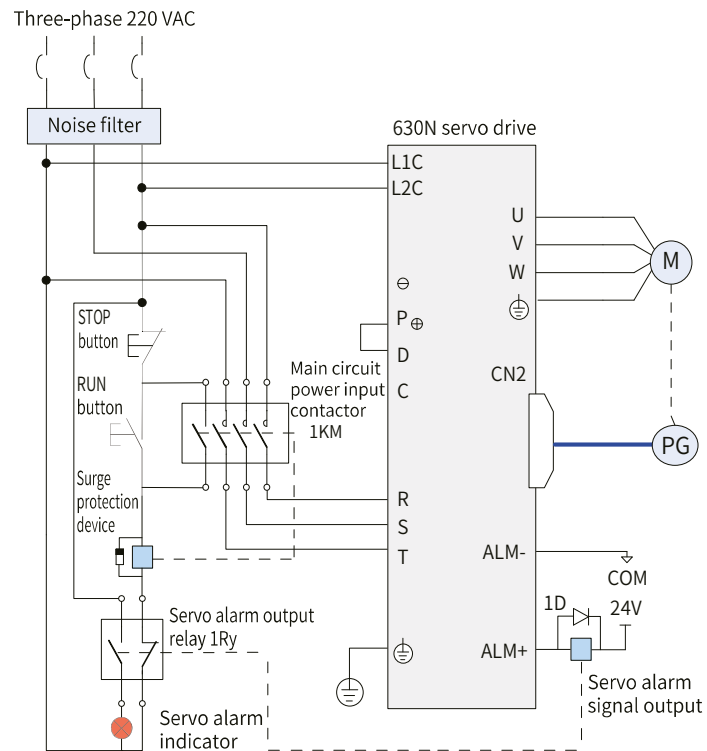 Three-phase 220 VAC
Noise filter
630N servo drive
L1C
L2C
U
V
W
P
D
C
CN2
M
PG
STOP
button
RUN
button
Main circuit
power input
contactor
1KM
Surge
protection
device
R
S
T
ALM-
COM
24V
1D
ALM+
Servo alarm output
relay 1Ry
Servo alarm
signal output
Servo alarm
indicator